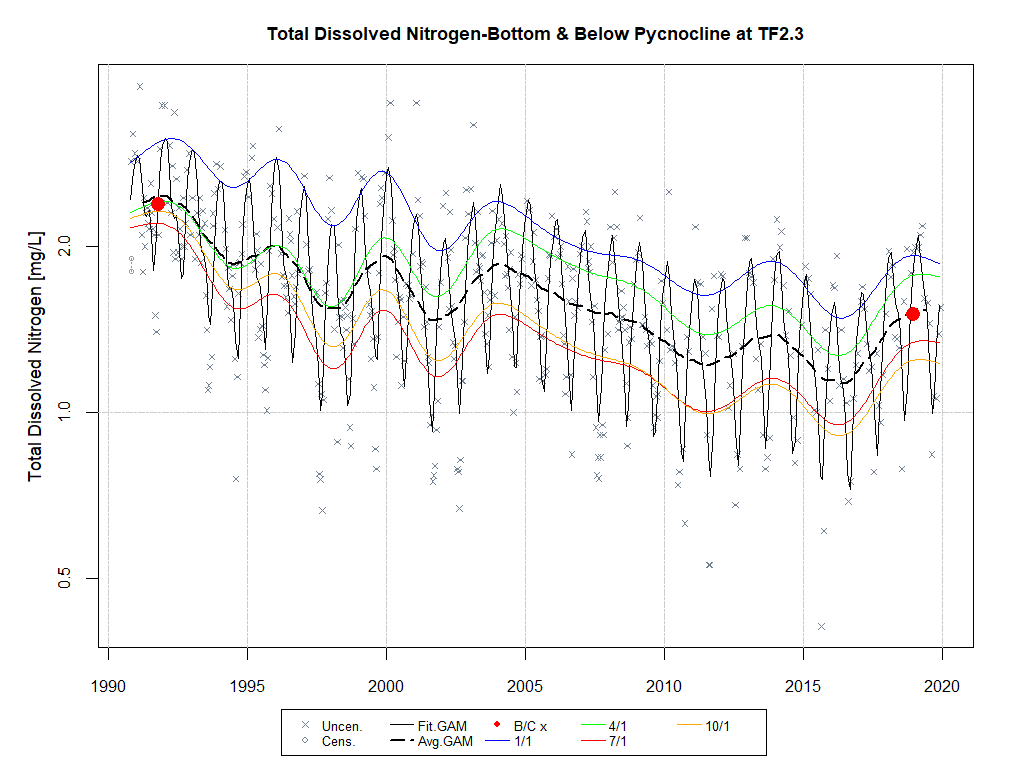 Total Dissolved Nitrogen-Bottom & Below Pycnocline at TF2.3
Total Dissolved Nitrogen [mg/L]
2.0
1.0
0.5
1990 1995 2000 2005 2010 2015 2020
Uncen. Fit.GAM B/C x 4/1 10/1
Cens. Avg.GAM 1/1 7/1